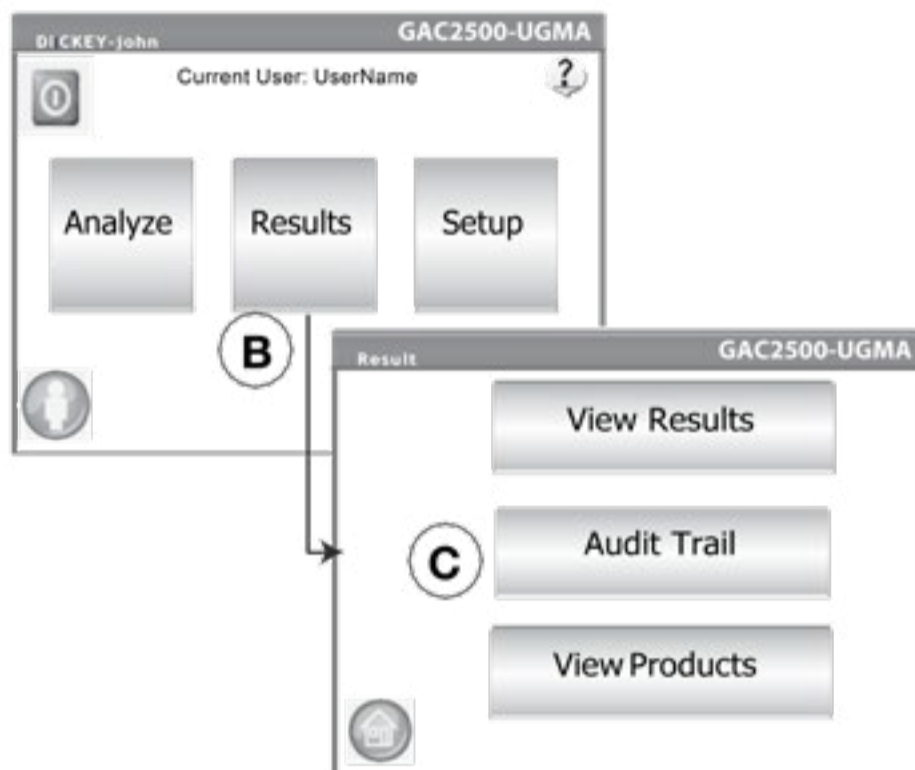 DICKEY-john GAC2500-UGMA
Current User: UserName
?
Analyze Results Setup
B
Result GAC2500-UGMA
View Results
C
Audit Trail
View Products